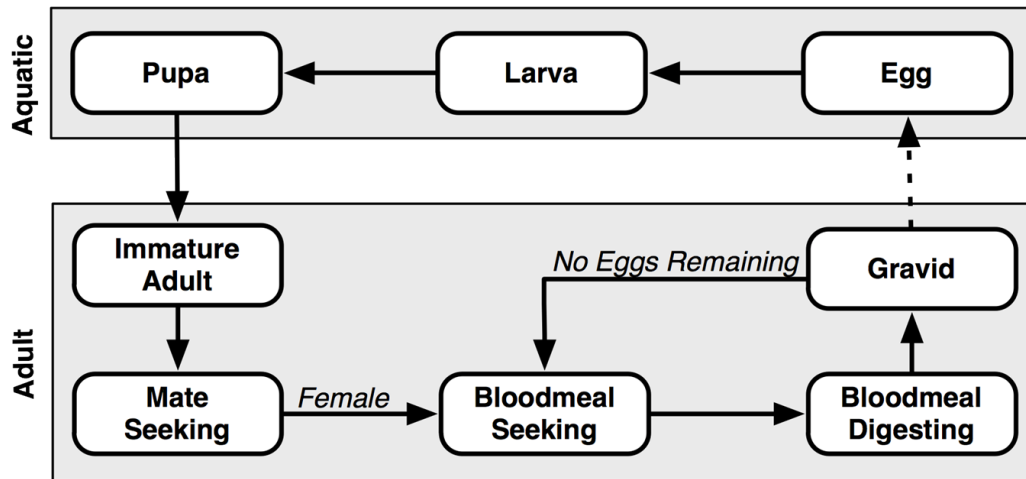 Aquatic
Pupa
Larva
Egg
Adult
Immature
Adult
No Eggs Remaining
Gravid
Mate
Seeking
Female
Bloodmeal
Seeking
Bloodmeal
Digesting